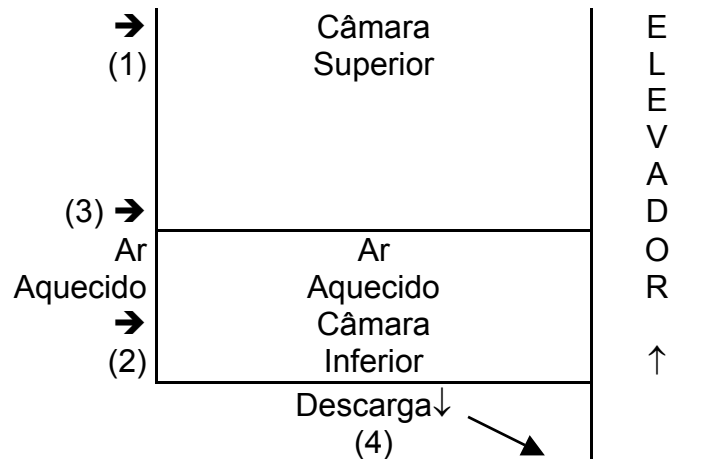 ➔ Câmara
(1) Superior
(3) ➔
Ar Ar
Aquecido Aquecido
➔ Câmara
(2) Inferior
Descarga↓
(4)
E
L
E
V
A
D
O
R
↑